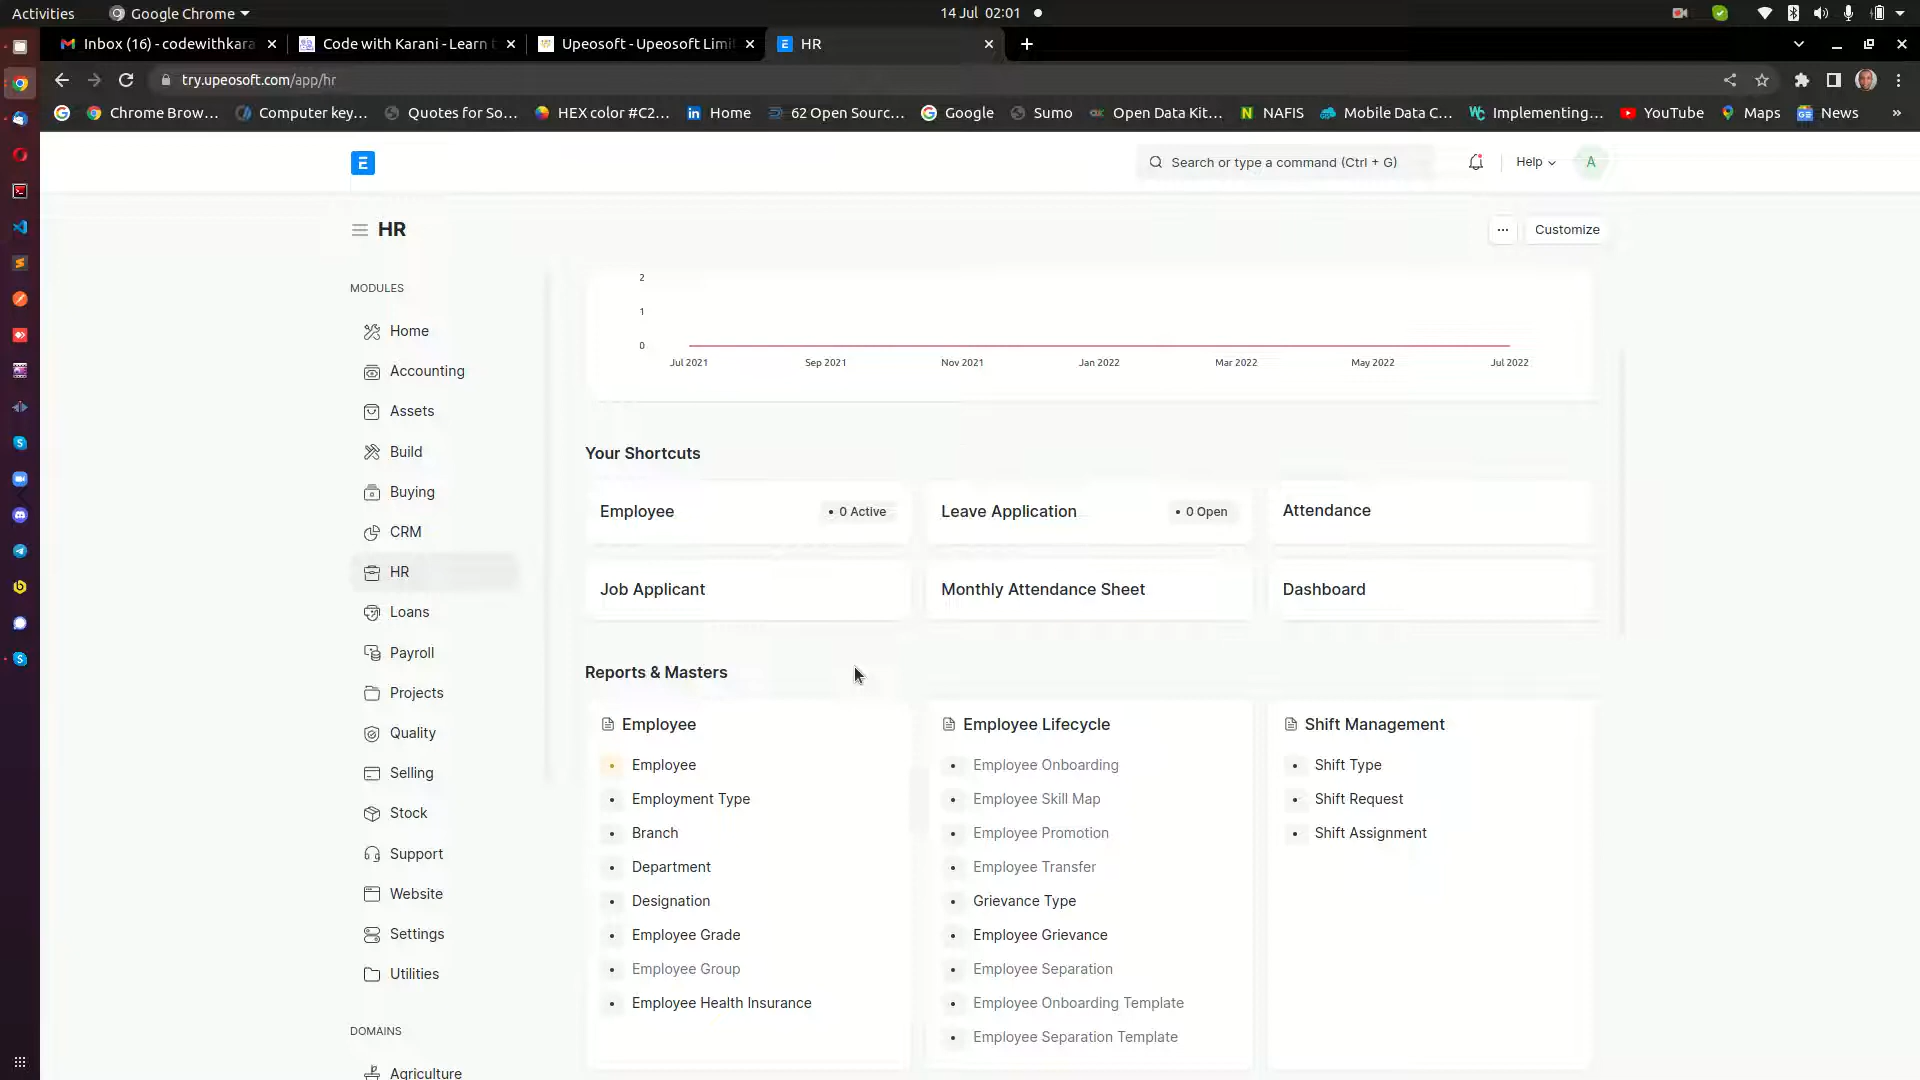 Activities
Google Chrome
14 Jul 02:01
Inbox (16) - codewithkara
Code with Karani - Learn
Upeosoft - Upeosoft Limi
HR
try.upeosoft.com/app/hr
Chrome Brow...
Computer key...
Quotes for So...
HEX color #C2...
Home
62 Open Sourc...
Google
Sumo
Open Data Kit...
NAFIS
Mobile Data C...
Implementing...
YouTube
Maps
News
E
Search or type a command (Ctrl + G)
Help
A
HR
Customize
MODULES
Home
Accounting
Assets
Build
Buying
CRM
HR
Loans
Payroll
Projects
Quality
Selling
Stock
Support
Website
Settings
Utilities
DOMAINS
Agriculture
2
1
0
Jul 2021 Sep 2021 Nov 2021 Jan 2022 Mar 2022 May 2022 Jul 2022
Your Shortcuts
Employee
• 0 Active
Leave Application
• 0 Open
Attendance
Job Applicant
Monthly Attendance Sheet
Dashboard
Reports & Masters
Employee
Employee
Employment Type
Branch
Department
Designation
Employee Grade
Employee Group
Employee Health Insurance
Employee Lifecycle
Employee Onboarding
Employee Skill Map
Employee Promotion
Employee Transfer
Grievance Type
Employee Grievance
Employee Separation
Employee Onboarding Template
Employee Separation Template
Shift Management
Shift Type
Shift Request
Shift Assignment